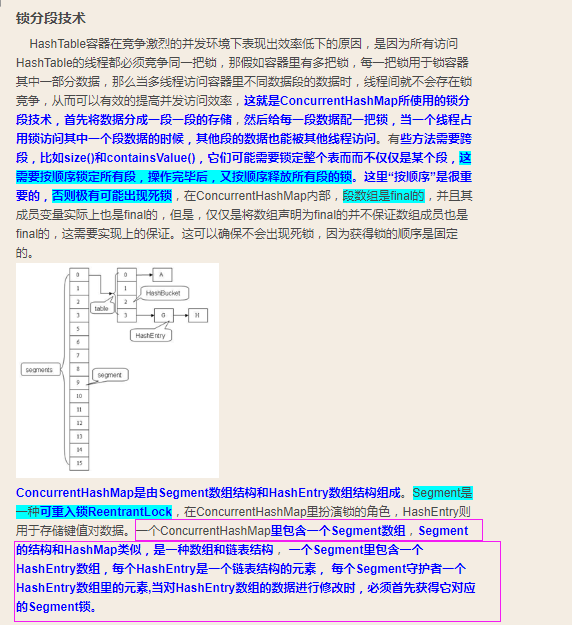 锁分段技术
HashTable容器在竞争激烈的并发环境下表现出效率低下的原因，是因为所有访问
HashTable的线程都必须竞争同一把锁，那假如容器里有多把锁，每一把锁用于锁容器
其中一部分数据，那么当多线程访问容器里不同数据段的数据时，线程间就不会存在锁
竞争，从而可以有效的提高并发访问效率，这就是ConcurrentHashMap所使用的锁分
段技术，首先将数据分成一段一段的存储，然后给每一段数据配一把锁，当一个线程占
用锁访问其中一个段数据的时候，其他段的数据也能被其他线程访问。有些方法需要跨
段，比如size()和containsValue()，它们可能需要锁定整个表而而不仅仅是某个段，这
需要按顺序锁定所有段，操作完毕后，又按顺序释放所有段的锁。这里“按顺序”是很重
要的，否则极有可能出现死锁，在ConcurrentHashMap内部，段数组是final的，并且其
成员变量实际上也是final的，但是，仅仅是将数组声明为final的并不保证数组成员也是
final的，这需要实现上的保证。这可以确保不会出现死锁，因为获得锁的顺序是固定
的。
0
1
2
3
5
6
7
8
9
10
11
12
13
14
15
segments
segment
table
0
1
2
3
A
HashBucket
G
H
HashEntry
ConcurrentHashMap是由Segment数组结构和HashEntry数组结构组成。Segment是
一种可重入锁ReentrantLock，在ConcurrentHashMap里扮演锁的角色，HashEntry则
用于存储键值对数据。一个ConcurrentHashMap里包含一个Segment数组，Segment
的结构和HashMap类似，是一种数组和链表结构， 一个Segment里包含一个
HashEntry数组，每个HashEntry是一个链表结构的元素， 每个Segment守护者一个
HashEntry数组里的元素,当对HashEntry数组的数据进行修改时，必须首先获得它对应
的Segment锁。